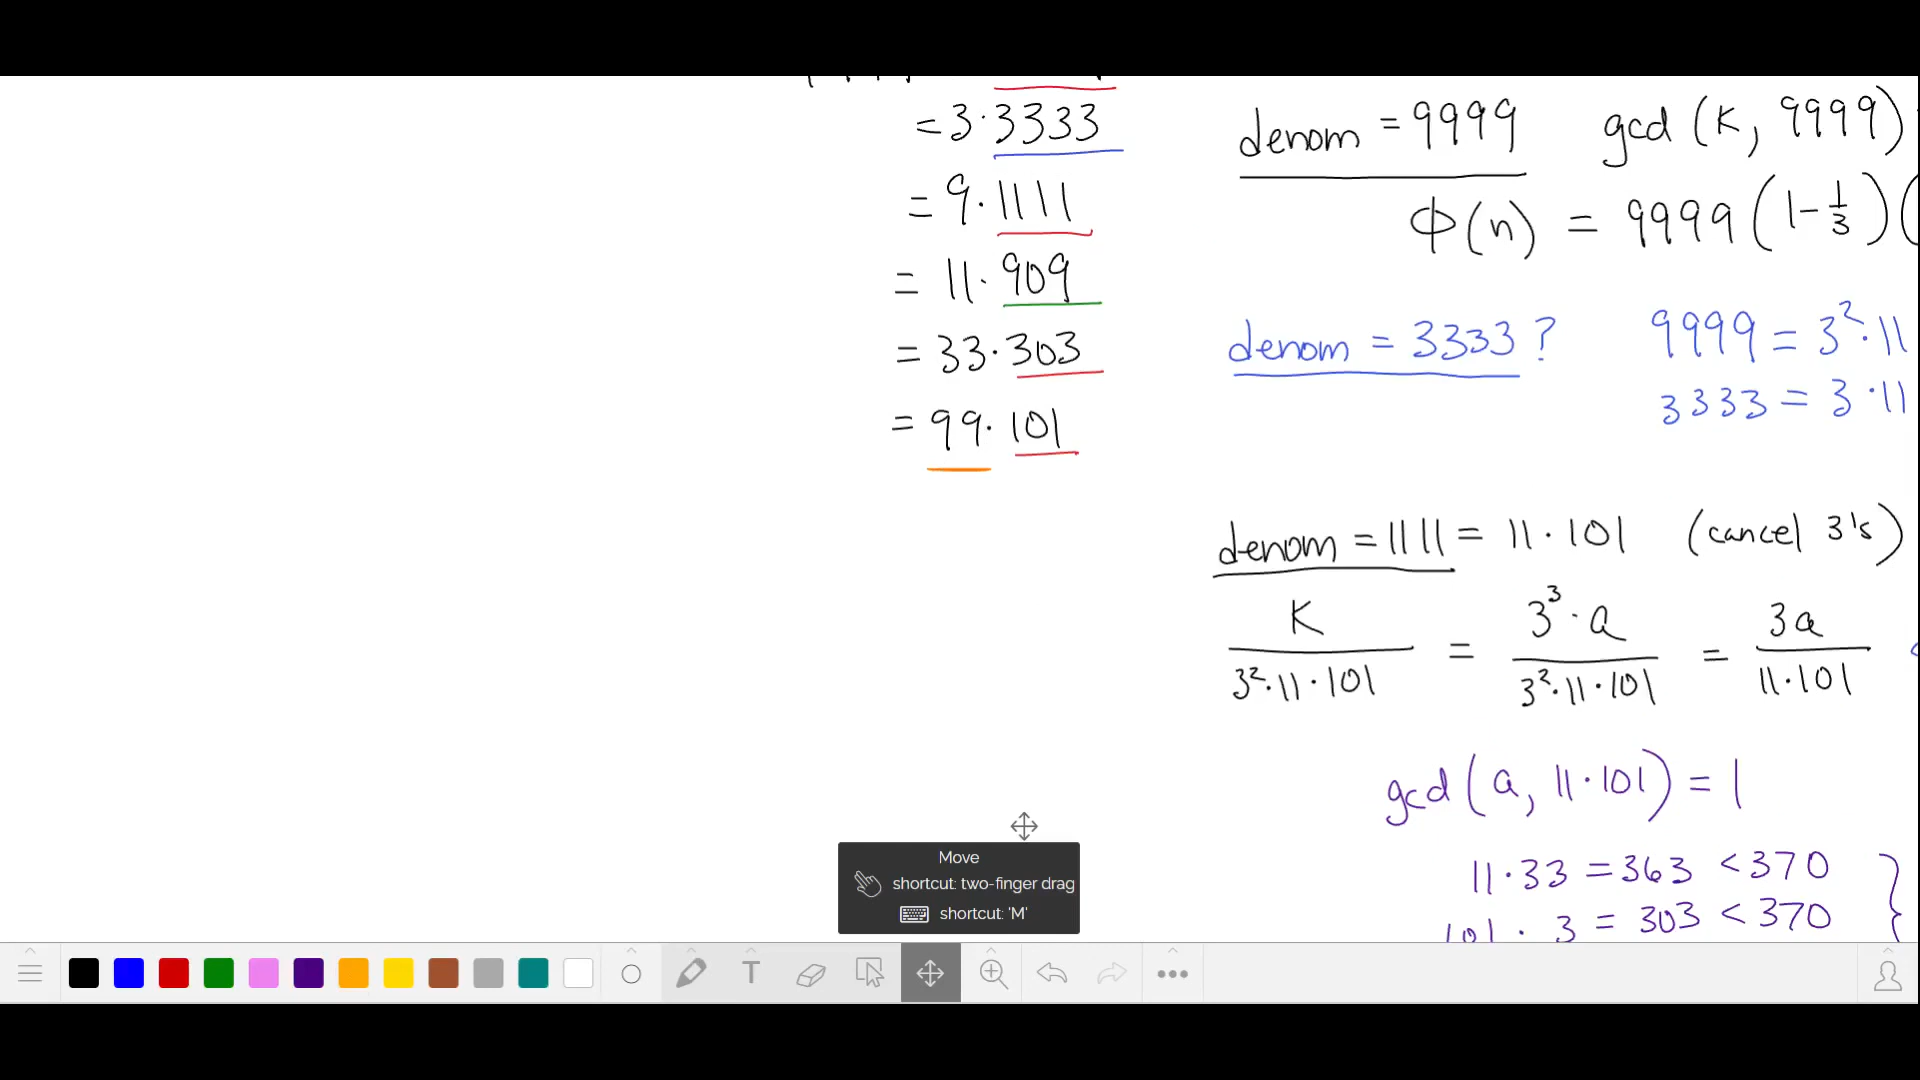 = 3 · 3333
= 9 · 1111
= 11 · 909
= 33 · 303
= 99 · 101
denom = 9999 gcd (K, 9999)
φ(n) = 9999 (1 - 1/3) (
denom = 3333 ? 9999 = 3² · 11
3333 = 3 · 11
denom = 1111 = 11 · 101 (cancel 3's)
K / 3² · 11 · 101 = 3³ · a / 3² · 11 · 101 = 3a / 11 · 101
gcd (a, 11 · 101) = 1
11 · 33 = 363 < 370
101 · 3 = 303 < 370
Move
shortcut: two-finger drag
shortcut: 'M'
T